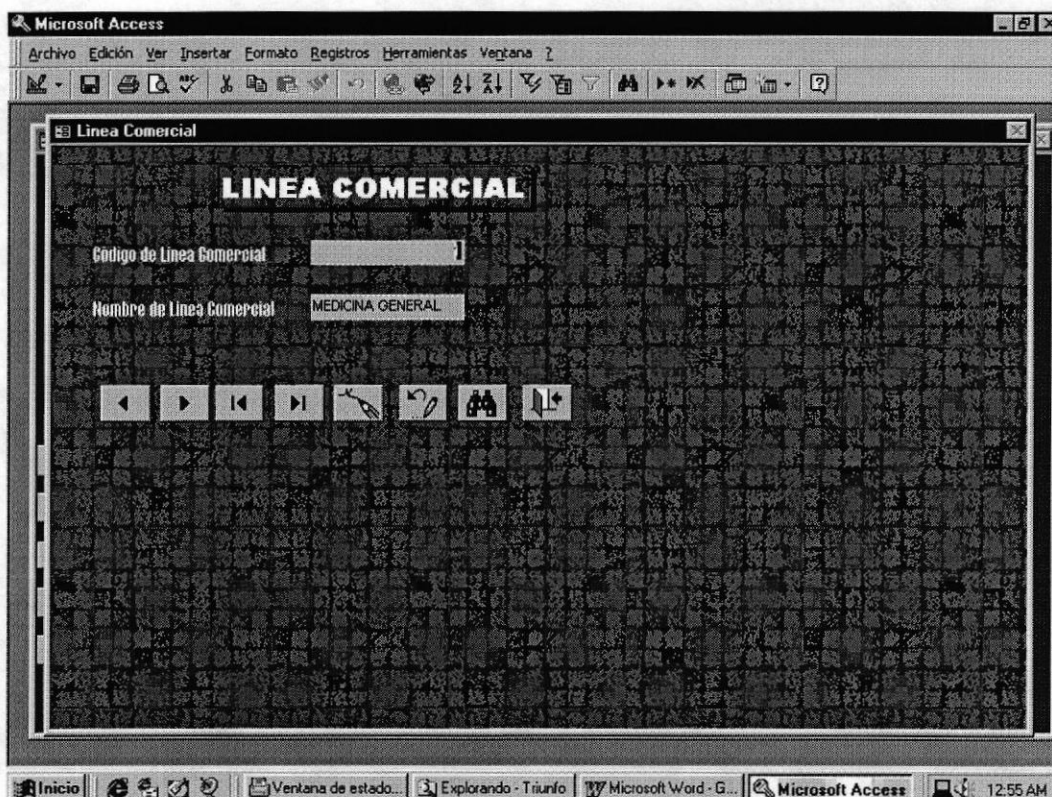 Microsoft Access
Archivo Edición Ver Insertar Formato Registros Herramientas Ventana ?
Linea Comercial
LINEA COMERCIAL
Código de Linea Comercial 1
Nombre de Linea Comercial MEDICINA GENERAL
Inicio Ventana de estado... Explorando - Triunfo Microsoft Word - G... Microsoft Access 12:55 AM